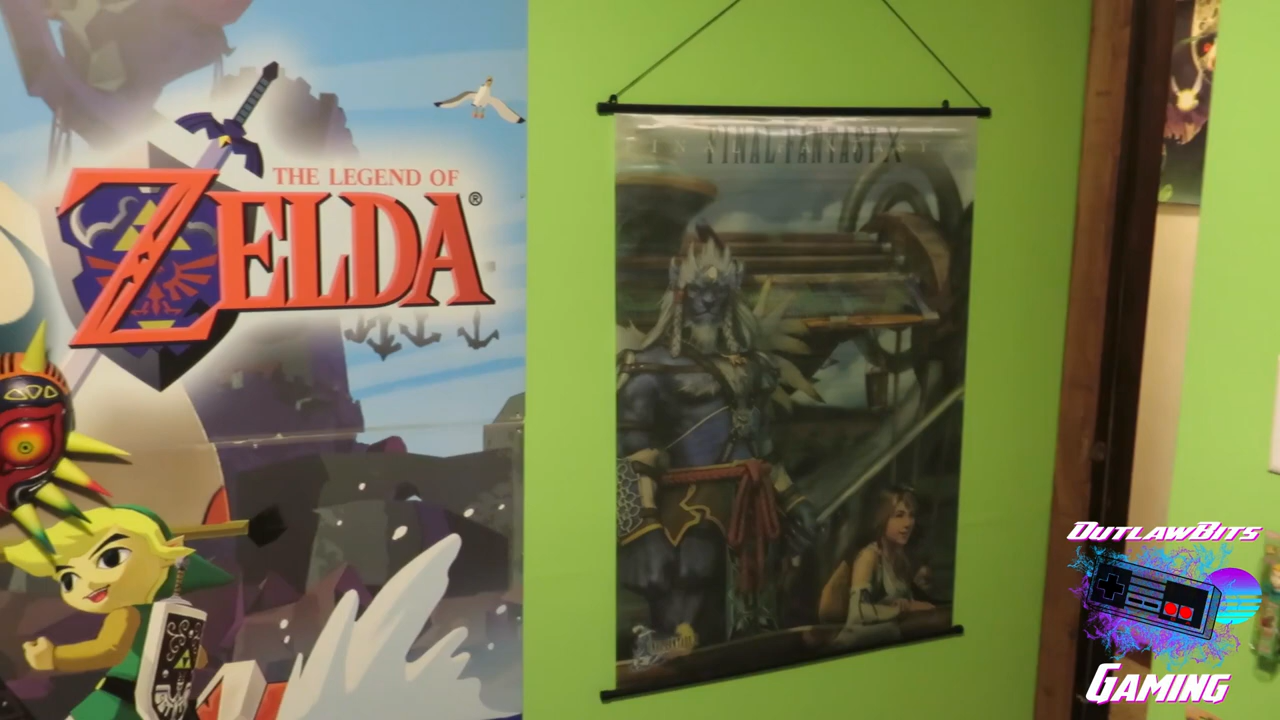 THE LEGEND OF
ZELDA®
FINAL FANTASY X
OUTLAWBITS
GAMING